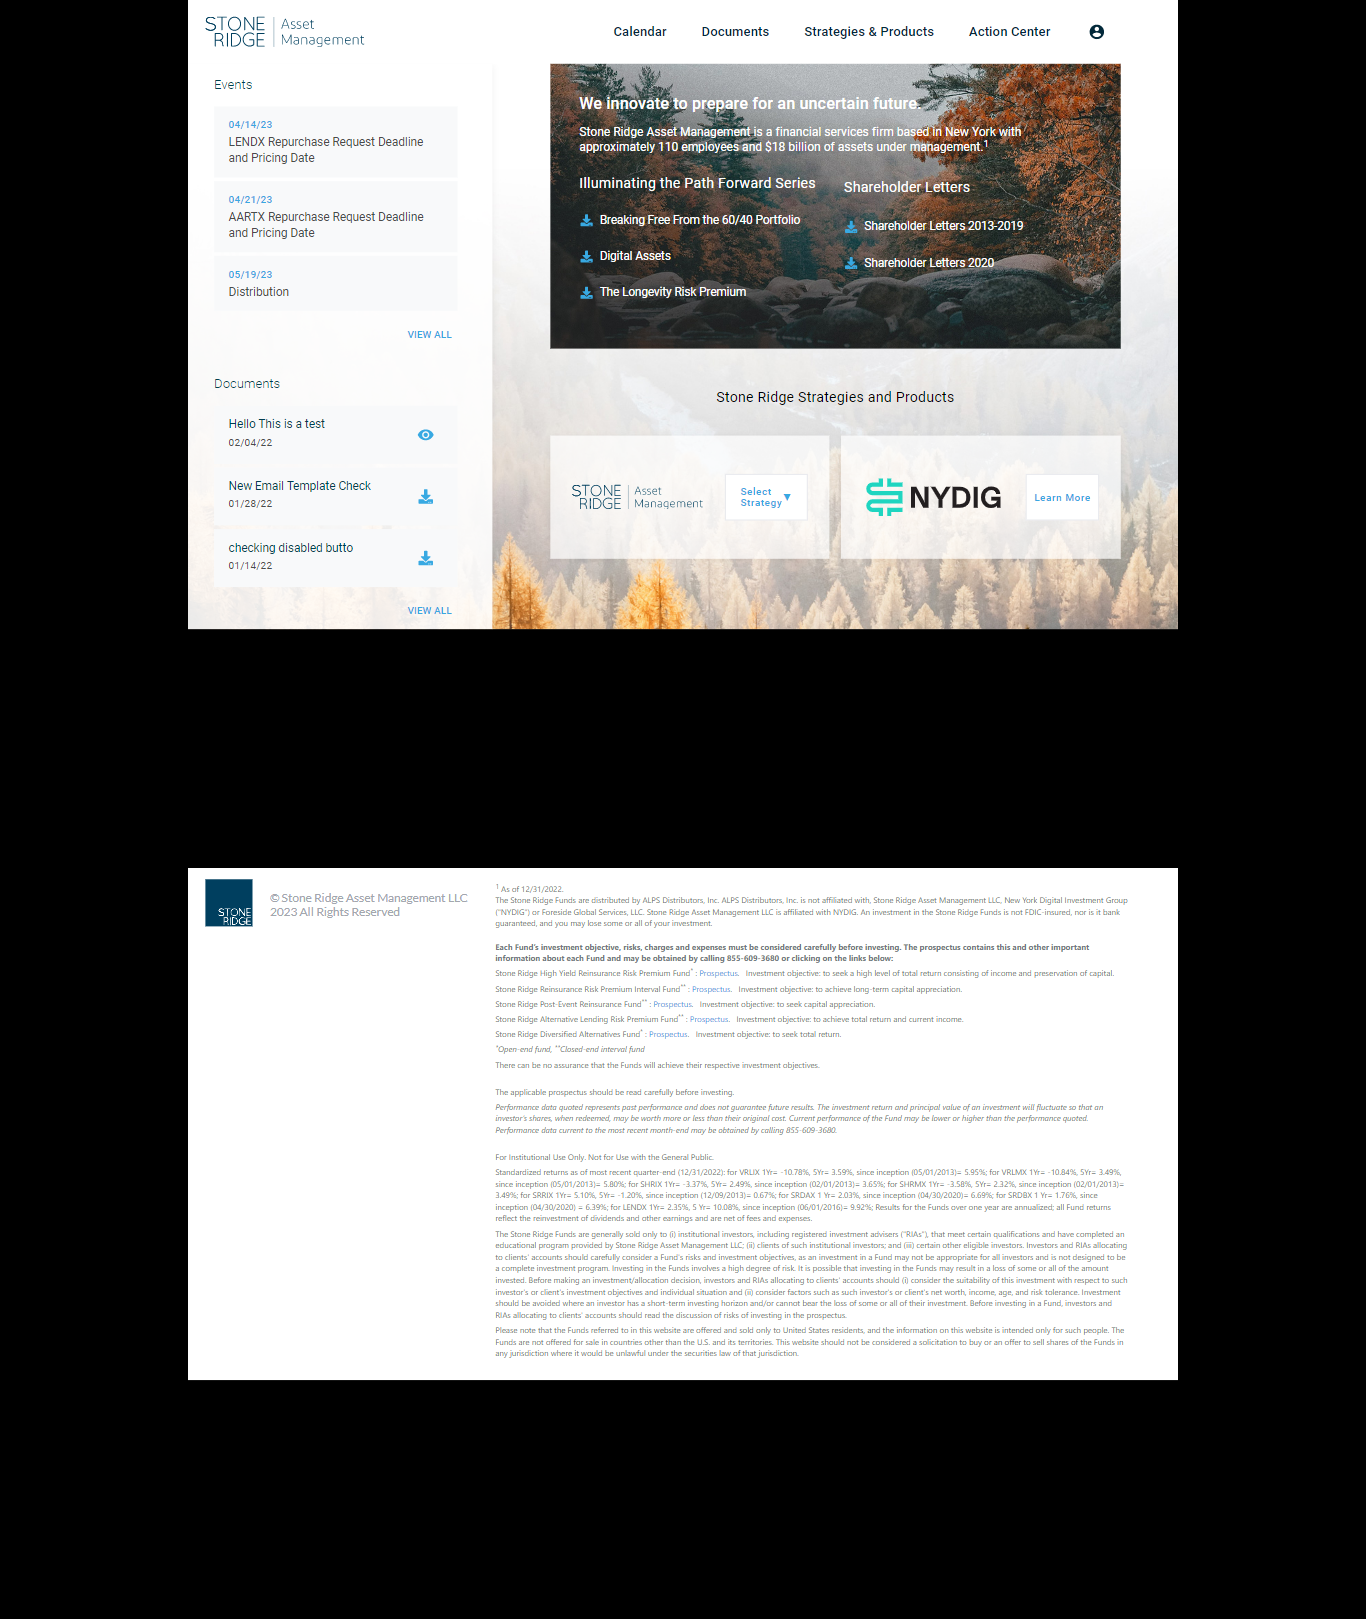 STONE RIDGE Asset Management
Calendar
Documents
Strategies & Products
Action Center
Events
04/14/23
LENDX Repurchase Request Deadline
and Pricing Date
04/21/23
AARTX Repurchase Request Deadline
and Pricing Date
05/19/23
Distribution
VIEW ALL
Documents
Hello This is a test
02/04/22
New Email Template Check
01/28/22
checking disabled butto
01/14/22
VIEW ALL
We innovate to prepare for an uncertain future.
Stone Ridge Asset Management is a financial services firm based in New York with
approximately 110 employees and $18 billion of assets under management.1
Illuminating the Path Forward Series
Breaking Free From the 60/40 Portfolio
Digital Assets
The Longevity Risk Premium
Shareholder Letters
Shareholder Letters 2013-2019
Shareholder Letters 2020
Stone Ridge Strategies and Products
STONE RIDGE Asset Management
Select
Strategy ▼
NYDIG
Learn More
STONE
RIDGE
© Stone Ridge Asset Management LLC
2023 All Rights Reserved
1 As of 12/31/2022.
The Stone Ridge Funds are distributed by ALPS Distributors, Inc. ALPS Distributors, Inc. is not affiliated with, Stone Ridge Asset Management LLC, New York Digital Investment Group
("NYDIG") or Foreside Global Services, LLC. Stone Ridge Asset Management LLC is affiliated with NYDIG. An investment in the Stone Ridge Funds is not FDIC-insured, nor is it bank
guaranteed, and you may lose some or all of your investment.
Each Fund's investment objective, risks, charges and expenses must be considered carefully before investing. The prospectus contains this and other important
information about each Fund and may be obtained by calling 855-609-3680 or clicking on the links below:
Stone Ridge High Yield Reinsurance Risk Premium Fund* : Prospectus. Investment objective: to seek a high level of total return consisting of income and preservation of capital.
Stone Ridge Reinsurance Risk Premium Interval Fund** : Prospectus. Investment objective: to achieve long-term capital appreciation.
Stone Ridge Post-Event Reinsurance Fund** : Prospectus. Investment objective: to seek capital appreciation.
Stone Ridge Alternative Lending Risk Premium Fund** : Prospectus. Investment objective: to achieve total return and current income.
Stone Ridge Diversified Alternatives Fund* : Prospectus. Investment objective: to seek total return.
*Open-end fund, **Closed-end interval fund
There can be no assurance that the Funds will achieve their respective investment objectives.
The applicable prospectus should be read carefully before investing.
Performance data quoted represents past performance and does not guarantee future results. The investment return and principal value of an investment will fluctuate so that an
investor's shares, when redeemed, may be worth more or less than their original cost. Current performance of the Fund may be lower or higher than the performance quoted.
Performance data current to the most recent month-end may be obtained by calling 855-609-3680.
For Institutional Use Only. Not for Use with the General Public.
Standardized returns as of most recent quarter-end (12/31/2022): for VRLIX 1Yr= -10.78%, 5Yr= 3.59%, since inception (05/01/2013)= 5.95%; for VRLMX 1Yr= -10.84%, 5Yr= 3.49%,
since inception (05/01/2013)= 5.80%; for SHRIX 1Yr= -3.37%, 5Yr= 2.49%, since inception (02/01/2013)= 3.65%; for SHRMX 1Yr= -3.58%, 5Yr= 2.32%, since inception (02/01/2013)=
3.49%; for SRRIX 1Yr= 5.10%, 5Yr= -1.20%, since inception (12/09/2013)= 0.67%; for SRDAX 1 Yr= 2.03%, since inception (04/30/2020)= 6.69%; for SRDBX 1 Yr= 1.76%, since
inception (04/30/2020) = 6.39%; for LENDX 1Yr= 2.35%, 5 Yr= 10.08%, since inception (06/01/2016)= 9.92%; Results for the Funds over one year are annualized; all Fund returns
reflect the reinvestment of dividends and other earnings and are net of fees and expenses.
The Stone Ridge Funds are generally sold only to (i) institutional investors, including registered investment advisers ("RIAs"), that meet certain qualifications and have completed an
educational program provided by Stone Ridge Asset Management LLC; (ii) clients of such institutional investors; and (iii) certain other eligible investors. Investors and RIAs allocating
to clients' accounts should carefully consider a Fund's risks and investment objectives, as an investment in a Fund may not be appropriate for all investors and is not designed to be
a complete investment program. Investing in the Funds involves a high degree of risk. It is possible that investing in the Funds may result in a loss of some or all of the amount
invested. Before making an investment/allocation decision, investors and RIAs allocating to clients' accounts should (i) consider the suitability of this investment with respect to such
investor's or client's investment objectives and individual situation and (ii) consider factors such as such investor's or client's net worth, income, age, and risk tolerance. Investment
should be avoided where an investor has a short-term investing horizon and/or cannot bear the loss of some or all of their investment. Before investing in a Fund, investors and
RIAs allocating to clients' accounts should read the discussion of risks of investing in the prospectus.
Please note that the Funds referred to in this website are offered and sold only to United States residents, and the information on this website is intended only for such people. The
Funds are not offered for sale in countries other than the U.S. and its territories. This website should not be considered a solicitation to buy or an offer to sell shares of the Funds in
any jurisdiction where it would be unlawful under the securities law of that jurisdiction.